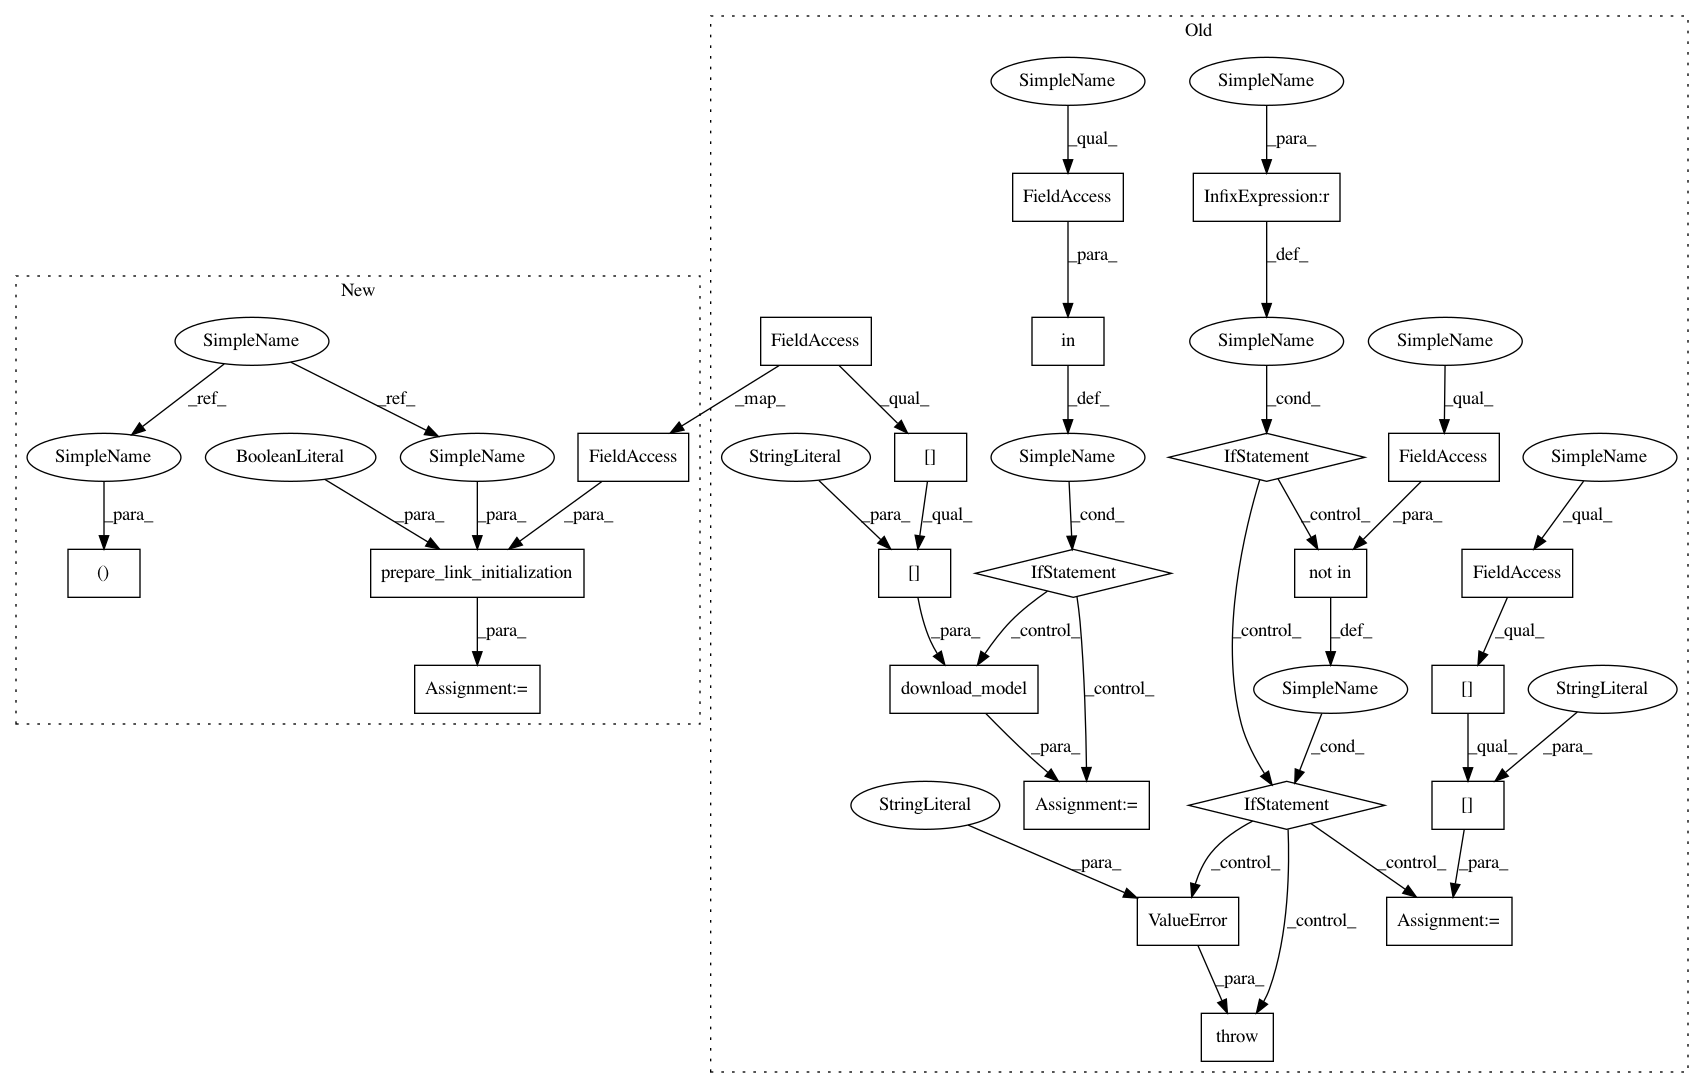 Old
SimpleName
SimpleName
_qual_
_para_
FieldAccess
InfixExpression:r
_para_
_def_
New
SimpleName
FieldAccess
in
SimpleName
SimpleName
_ref_
_ref_
_map_
_qual_
_def_
_cond_
_qual_
SimpleName
BooleanLiteral
SimpleName
FieldAccess
StringLiteral
[]
SimpleName
IfStatement
FieldAccess
SimpleName
_para_
_para_
_para_
_para_
_para_
_qual_
_cond_
_control_
_para_
_qual_
()
prepare_link_initialization
[]
IfStatement
not in
FieldAccess
_para_
_para_
_control_
_control_
_def_
_qual_
Assignment:=
download_model
_control_
SimpleName
[]
StringLiteral
_para_
_cond_
_qual_
_para_
StringLiteral
Assignment:=
IfStatement
[]
_para_
_control_
_control_
_para_
ValueError
_control_
Assignment:=
_para_
throw